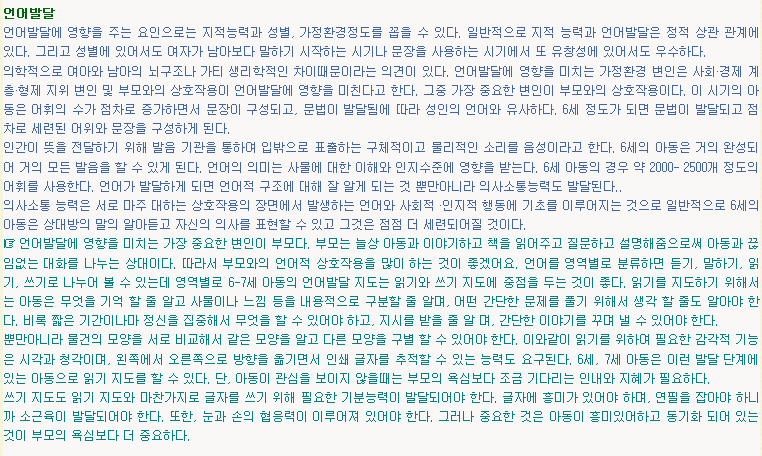 언어발달
언어발달에 영향을 주는 요인으로는 지적능력과 성별, 가정환경정도를 꼽을 수 있다. 일반적으로 지적 능력과 언어발달은 정적 상관 관계에
있다. 그리고 성별에 있어서도 여자가 남아보다 말하기 시작하는 시기나 문장을 사용하는 시기에서 또 유창성에 있어서도 우수하다.
의학적으로 여아와 남아의 뇌구조나 가티 생리학적인 차이때문이라는 의견이 있다. 언어발달에 영향을 미치는 가정환경 변인은 사회·경제 계
층·형제 지위 변인 및 부모와의 상호작용이 언어발달에 영향을 미친다고 한다. 그중 가장 중요한 변인이 부모와의 상호작용이다. 이 시기의 아
동은 어휘의 수가 점차로 증가하면서 문장이 구성되고, 문법이 발달됨에 따라 성인의 언어와 유사하다. 6세 정도가 되면 문법이 발달되고 점
차로 세련된 어위와 문장을 구성하게 된다.
인간이 뜻을 전달하기 위해 발음 기관을 통하여 입밖으로 표출하는 구체적이고 물리적인 소리를 음성이라고 한다. 6세의 아동은 거의 완성되
어 거의 모든 발음을 할 수 있게 된다. 언어의 의미는 사물에 대한 이해와 인지수준에 영향을 받는다. 6세 아동의 경우 약 2000- 2500개 정도의
어휘를 사용한다. 언어가 발달하게 되면 언어적 구조에 대해 잘 알게 되는 것 뿐만아니라 의사소통능력도 발달된다..
의사소통 능력은 서로 마주 대하는 상호작용의 장면에서 발생하는 언어와 사회적 ·인지적 행동에 기초를 이루어지는 것으로 일반적으로 6세의
아동은 상대방의 말의 알아듣고 자신의 의사를 표현할 수 있고 그것은 점점 더 세련되어질 것이다.
☞ 언어발달에 영향을 미치는 가장 중요한 변인이 부모다. 부모는 늘상 아동과 이야기하고 책을 읽어주고 질문하고 설명해줌으로써 아동과 끊
임없는 대화를 나누는 상대이다. 따라서 부모와의 언어적 상호작용을 많이 하는 것이 좋겠어요. 언어를 영역별로 분류하면 듣기, 말하기, 읽
기, 쓰기로 나누어 볼 수 있는데 영역별로 6-7세 아동의 언어발달 지도는 읽기와 쓰기 지도에 중점을 두는 것이 좋다. 읽기를 지도하기 위해서
는 아동은 무엇을 기억 할 줄 알고 사물이나 느낌 등을 내용적으로 구분할 줄 알며, 어떤 간단한 문제를 풀기 위해서 생각 할 줄도 알아야 한
다. 비록 짧은 기간이나마 정신을 집중해서 무엇을 할 수 있어야 하고, 지시를 받을 줄 알 며, 간단한 이야기를 꾸며 낼 수 있어야 한다.
뿐만아니라 물건의 모양을 서로 비교해서 같은 모양을 알고 다른 모양을 구별 할 수 있어야 한다. 이와같이 읽기를 위하여 필요한 감각적 기능
은 시각과 청각이며, 왼쪽에서 오른쪽으로 방향을 옮기면서 인쇄 글자를 추적할 수 있는 능력도 요구된다. 6세, 7세 아동은 이런 발달 단계에
있는 아동으로 읽기 지도를 할 수 있다. 단, 아동이 관심을 보이지 않을때는 부모의 욕심보다 조금 기다리는 인내와 지혜가 필요하다.
쓰기 지도도 읽기 지도와 마찬가지로 글자를 쓰기 위해 필요한 기분능력이 발달되어야 한다. 글자에 흥미가 있어야 하며, 연필을 잡아야 하니
까 소근육이 발달되어야 한다. 또한, 눈과 손의 협응력이 이루어져 있어야 한다. 그러나 중요한 것은 아동이 흥미있어하고 동기화 되어 있는
것이 부모의 욕심보다 더 중요하다.